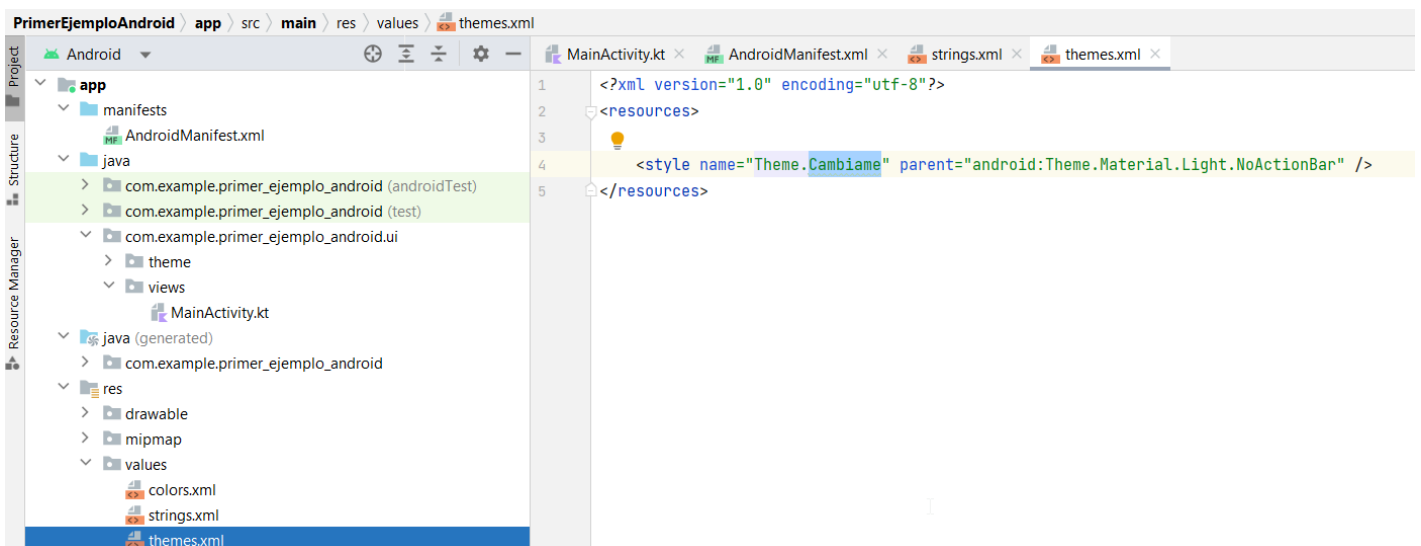 PrimerEjemploAndroid app src main res values themes.xml
Project
Structure
Resource Manager
Android
app
manifests
MF AndroidManifest.xml
java
com.example.primer_ejemplo_android (androidTest)
com.example.primer_ejemplo_android (test)
com.example.primer_ejemplo_android.ui
theme
views
MainActivity.kt
java (generated)
com.example.primer_ejemplo_android
res
drawable
mipmap
values
colors.xml
strings.xml
themes.xml
MainActivity.kt MF AndroidManifest.xml strings.xml themes.xml
1 <?xml version="1.0" encoding="utf-8"?>
2 <resources>
3
4 <style name="Theme.Cambiame" parent="android:Theme.Material.Light.NoActionBar" />
5 </resources>